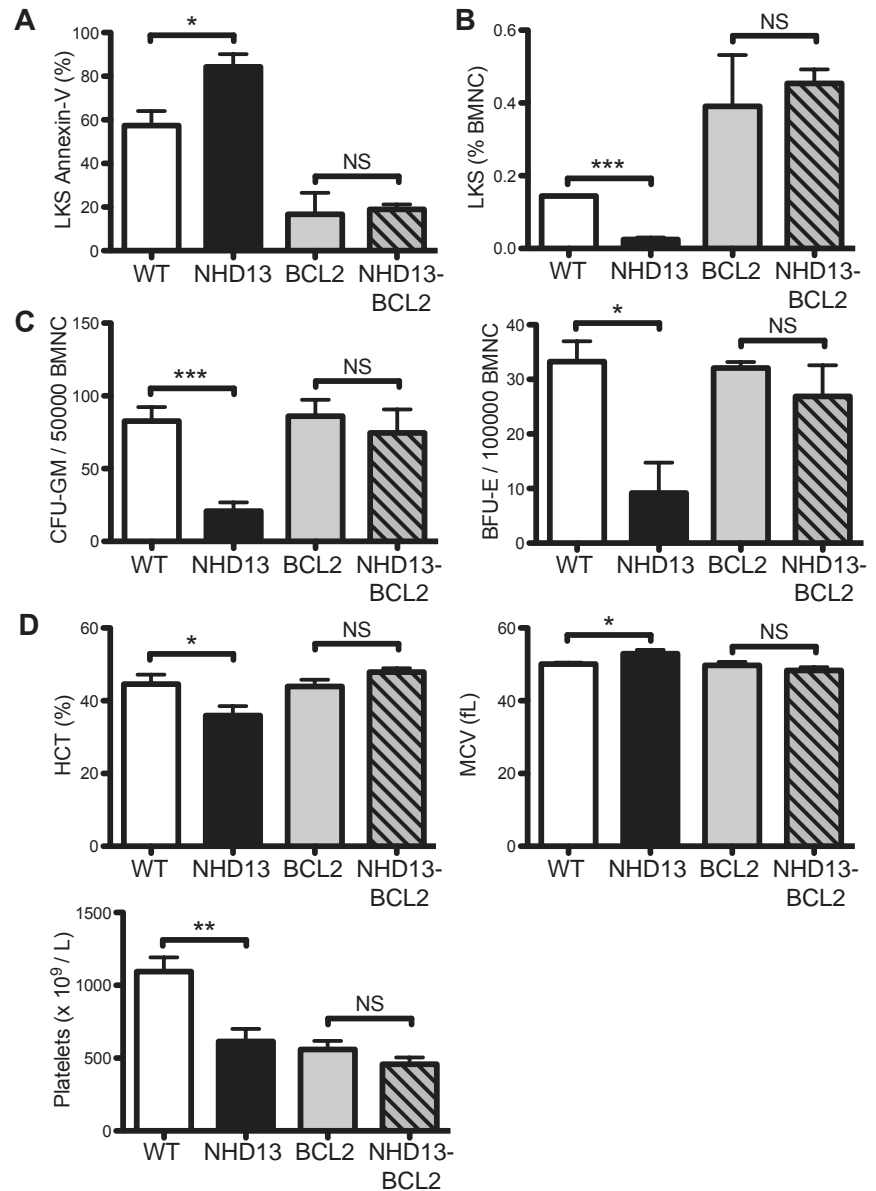 A
LKS Annexin-V (%)
100
80
60
40
20
0
*
NS
WT
NHD13
BCL2
NHD13-
BCL2
B
LKS (% BMNC)
0.6
0.4
0.2
0.0
***
NS
WT
NHD13
BCL2
NHD13-
BCL2
C
CFU-GM / 50000 BMNC
150
100
50
0
***
NS
WT
NHD13
BCL2
NHD13-
BCL2
BFU-E / 100000 BMNC
40
30
20
10
0
*
NS
WT
NHD13
BCL2
NHD13-
BCL2
D
HCT (%)
60
40
20
0
*
NS
WT
NHD13
BCL2
NHD13-
BCL2
MCV (fL)
60
40
20
0
*
NS
WT
NHD13
BCL2
NHD13-
BCL2
Platelets (x 10⁹ / L)
1500
1000
500
0
**
NS
WT
NHD13
BCL2
NHD13-
BCL2